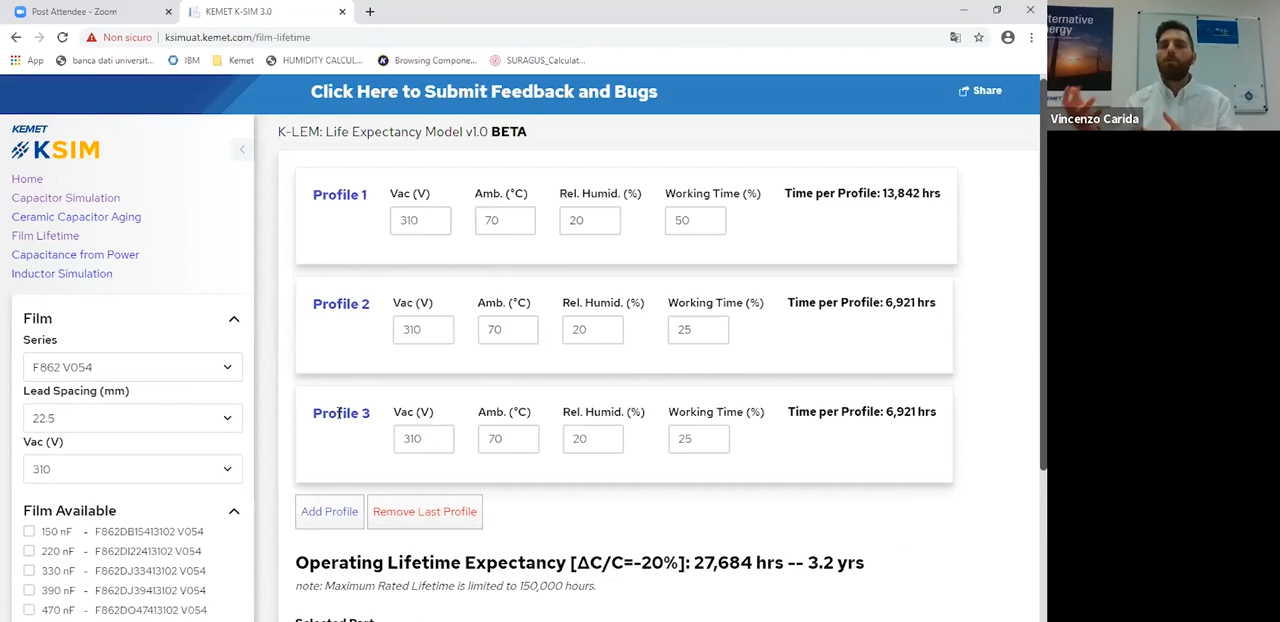 Post Attendee - Zoom
KEMET K-SIM 3.0
Non sicuro
ksimuat.kemet.com/film-lifetime
App
banca dati universit...
IBM
Kemet
HUMIDITY CALCUL...
Browsing Compone...
SURAGUS_Calculat...
Click Here to Submit Feedback and Bugs
Share
Vincenzo Carida
KEMET
KSIM
Home
Capacitor Simulation
Ceramic Capacitor Aging
Film Lifetime
Capacitance from Power
Inductor Simulation
Film
Series
F862 V054
Lead Spacing (mm)
22.5
Vac (V)
310
Film Available
150 nF - F862DB15413102 V054
220 nF - F862DI22413102 V054
330 nF - F862DJ33413102 V054
390 nF - F862DJ39413102 V054
470 nF - F862DO47413102 V054
K-LEM: Life Expectancy Model v1.0 BETA
Profile 1
Vac (V) Amb. (°C) Rel. Humid. (%) Working Time (%) Time per Profile: 13,842 hrs
310 70 20 50
Profile 2
Vac (V) Amb. (°C) Rel. Humid. (%) Working Time (%) Time per Profile: 6,921 hrs
310 70 20 25
Profile 3
Vac (V) Amb. (°C) Rel. Humid. (%) Working Time (%) Time per Profile: 6,921 hrs
310 70 20 25
Add Profile
Remove Last Profile
Operating Lifetime Expectancy [ΔC/C=-20%]: 27,684 hrs -- 3.2 yrs
note: Maximum Rated Lifetime is limited to 150,000 hours.
Selected Part